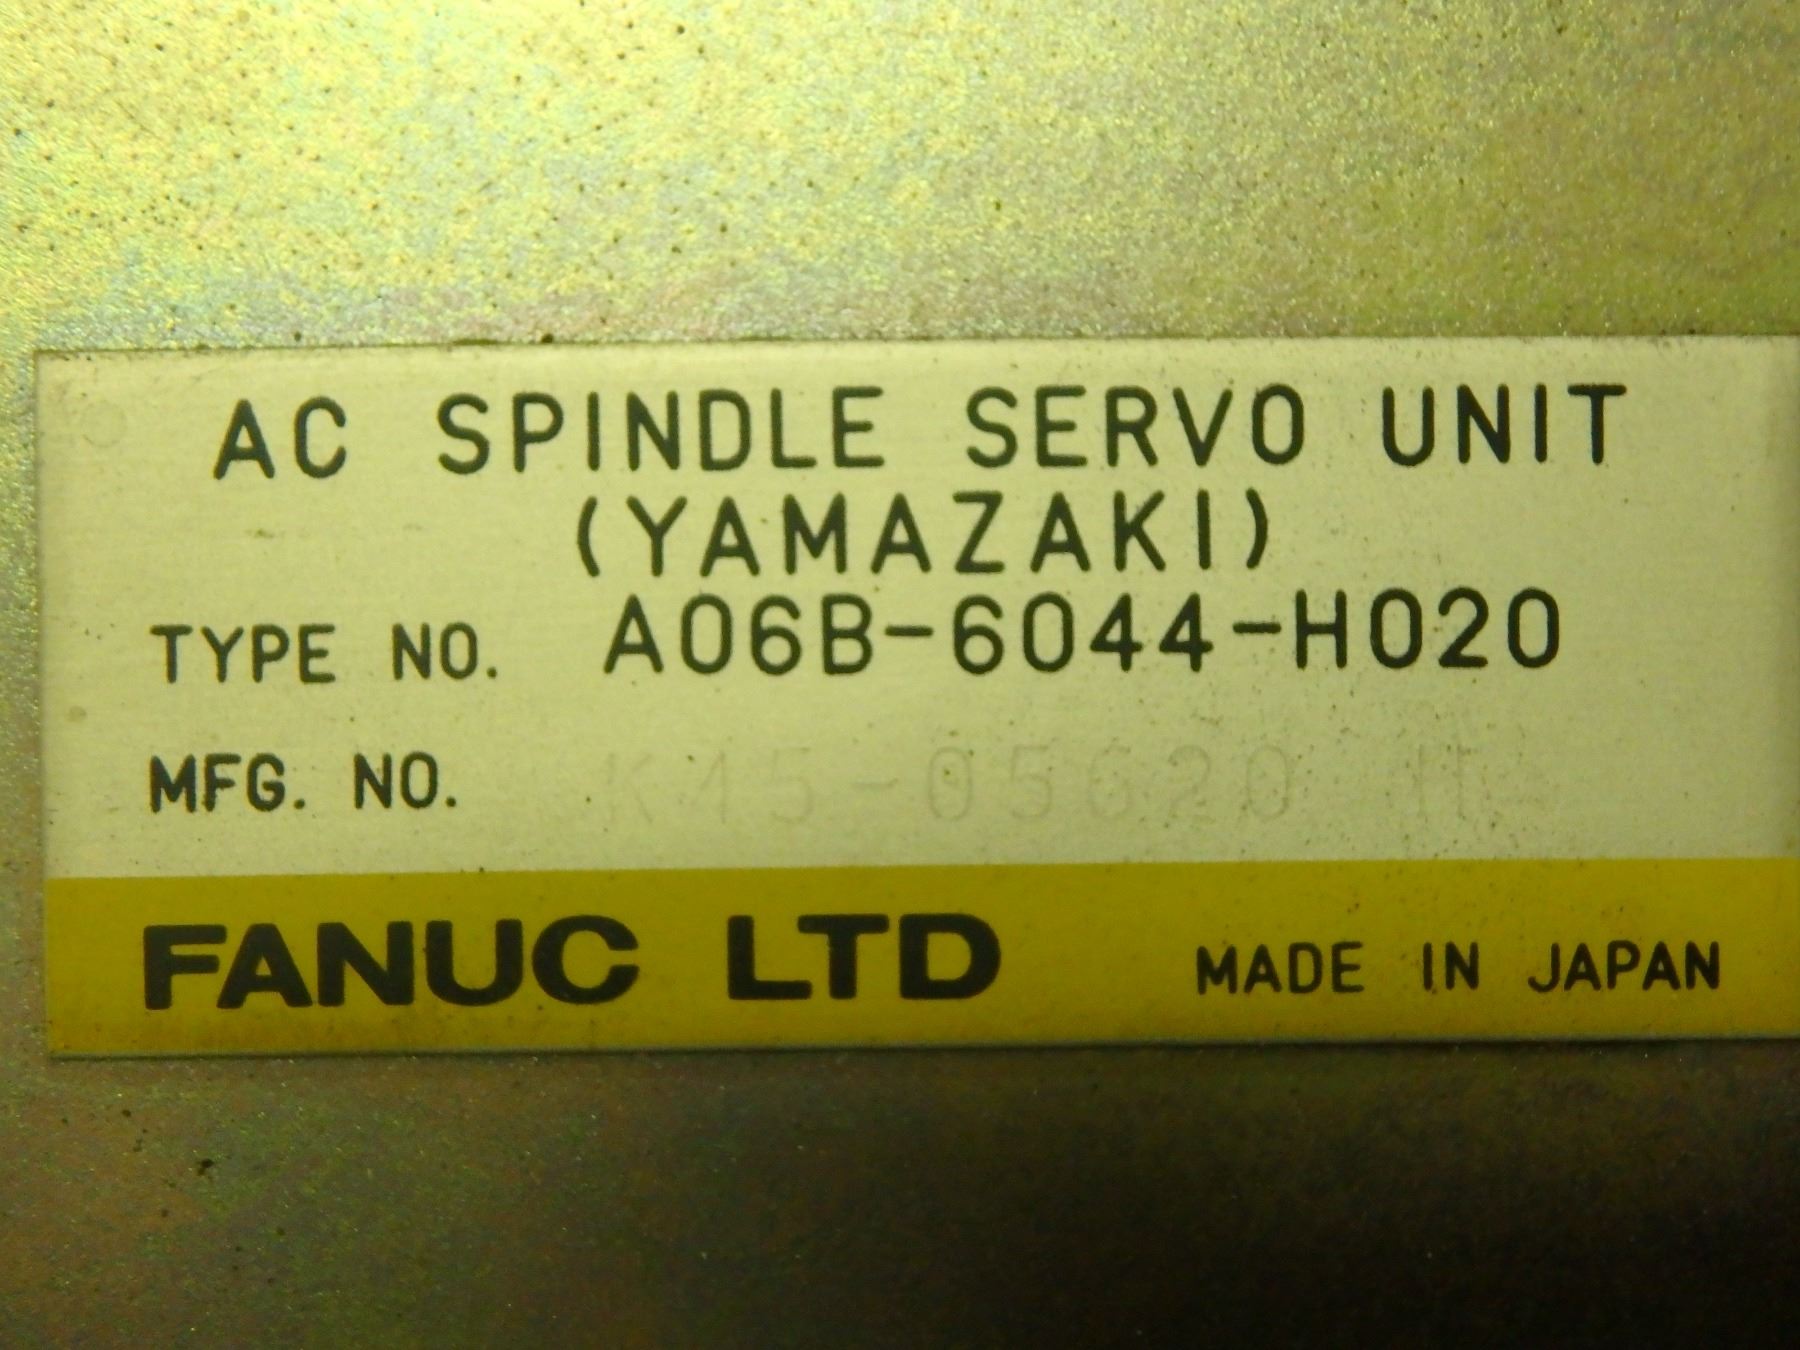 AC SPINDLE SERVO UNIT
(YAMAZAKI)
TYPE NO. A06B-6044-H020
MFG. NO.
FANUC LTD MADE IN JAPAN